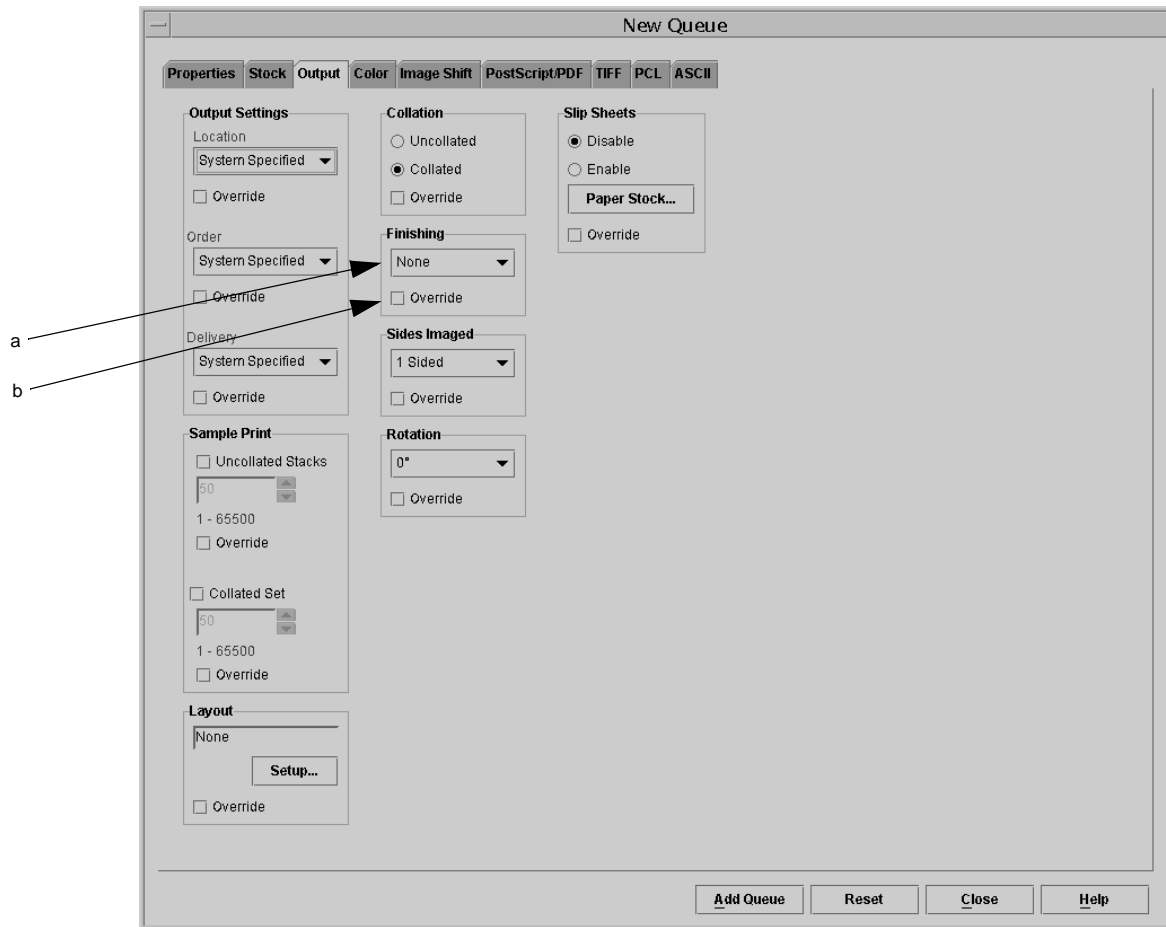 New Queue
Properties Stock Output Color Image Shift PostScript/PDF TIFF PCL ASCII
Output Settings
Location
System Specified
Override
Order
System Specified
Override
Delivery
System Specified
Override
Sample Print
Uncollated Stacks
50
1 - 65500
Override
Collated Set
50
1 - 65500
Override
Layout
None
Setup...
Override
Collation
Uncollated
Collated
Override
Finishing
None
Override
Sides Imaged
1 Sided
Override
Rotation
0°
Override
Slip Sheets
Disable
Enable
Paper Stock...
Override
a
b
Add Queue Reset Close Help